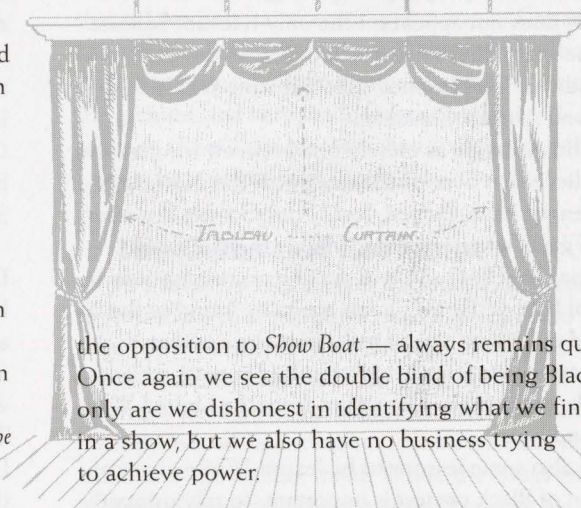 TABLEAU CURTAIN
the opposition to Show Boat — always remains
Once again we see the double bind of being
only are we dishonest in identifying what we
in a show, but we also have no business trying
to achieve power.